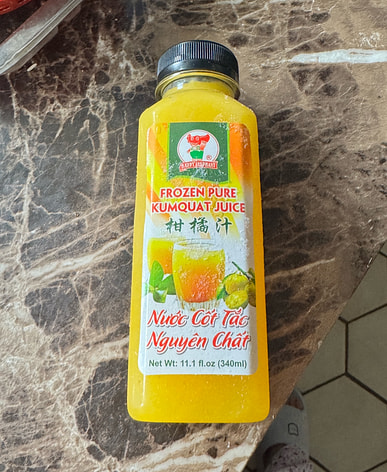 FROZEN PURE
KUMQUAT JUICE
柑橘汁
Nước Cốt Tắc
Nguyên Chất
Net Wt: 11.1 fl.oz (340ml)